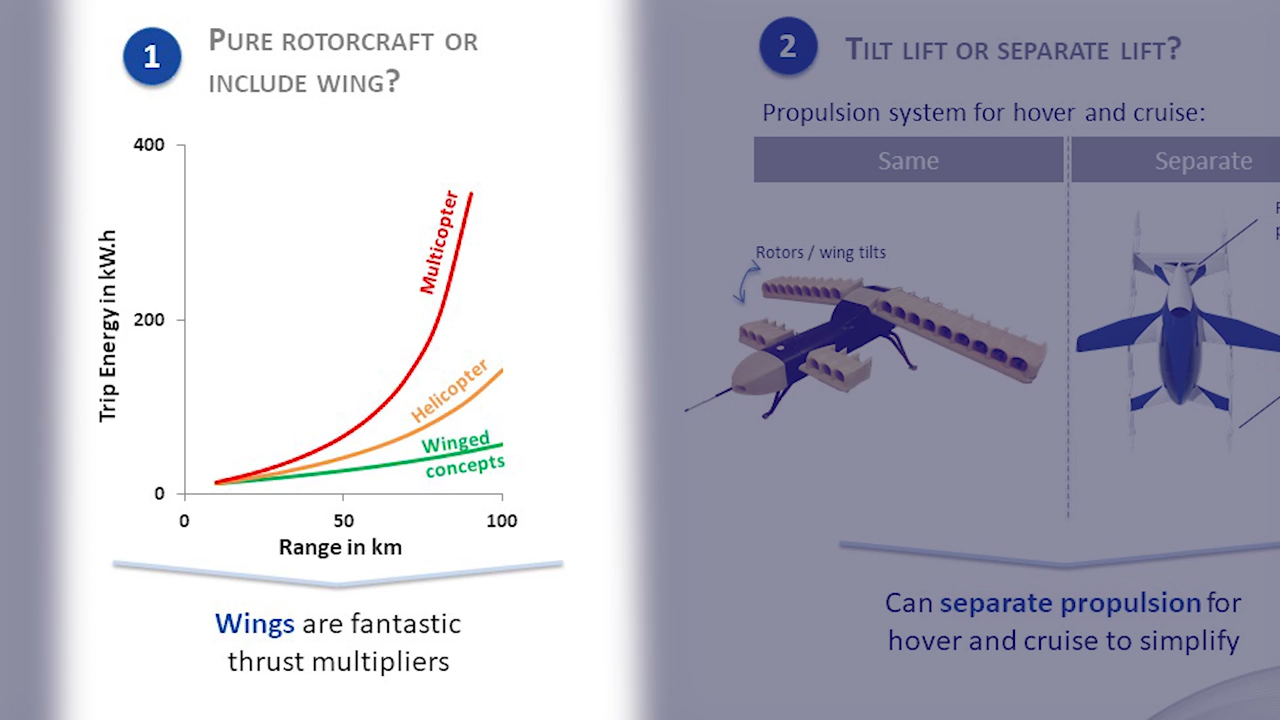 1
PURE ROTORCRAFT OR
INCLUDE WING?
400
200
0
0
50
100
Trip Energy in kW.h
Range in km
Multicopter
Helicopter
Winged
concepts
Wings are fantastic
thrust multipliers
2
TILT LIFT OR SEPARATE LIFT?
Propulsion system for hover and cruise:
Same
Separate
Rotors / wing tilts
Can separate propulsion for
hover and cruise to simplify